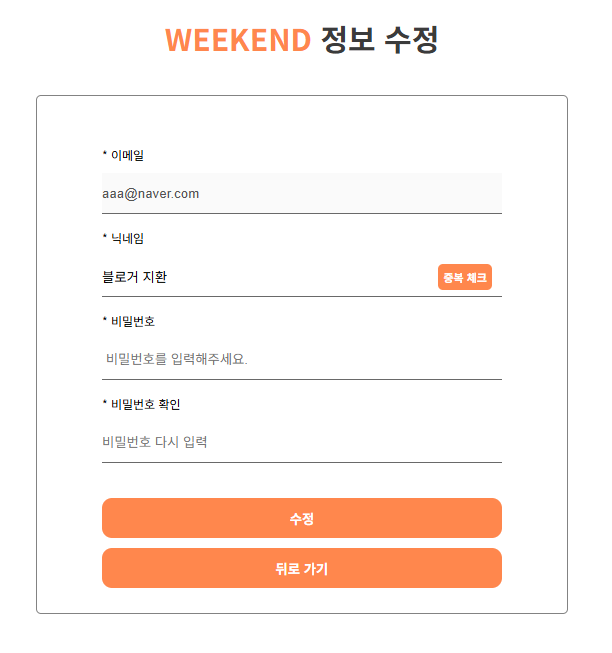 WEEKEND 정보 수정
* 이메일
aaa@naver.com
* 닉네임
블로거 지환 중복 체크
* 비밀번호
비밀번호를 입력해주세요.
* 비밀번호 확인
비밀번호 다시 입력
수정
뒤로 가기